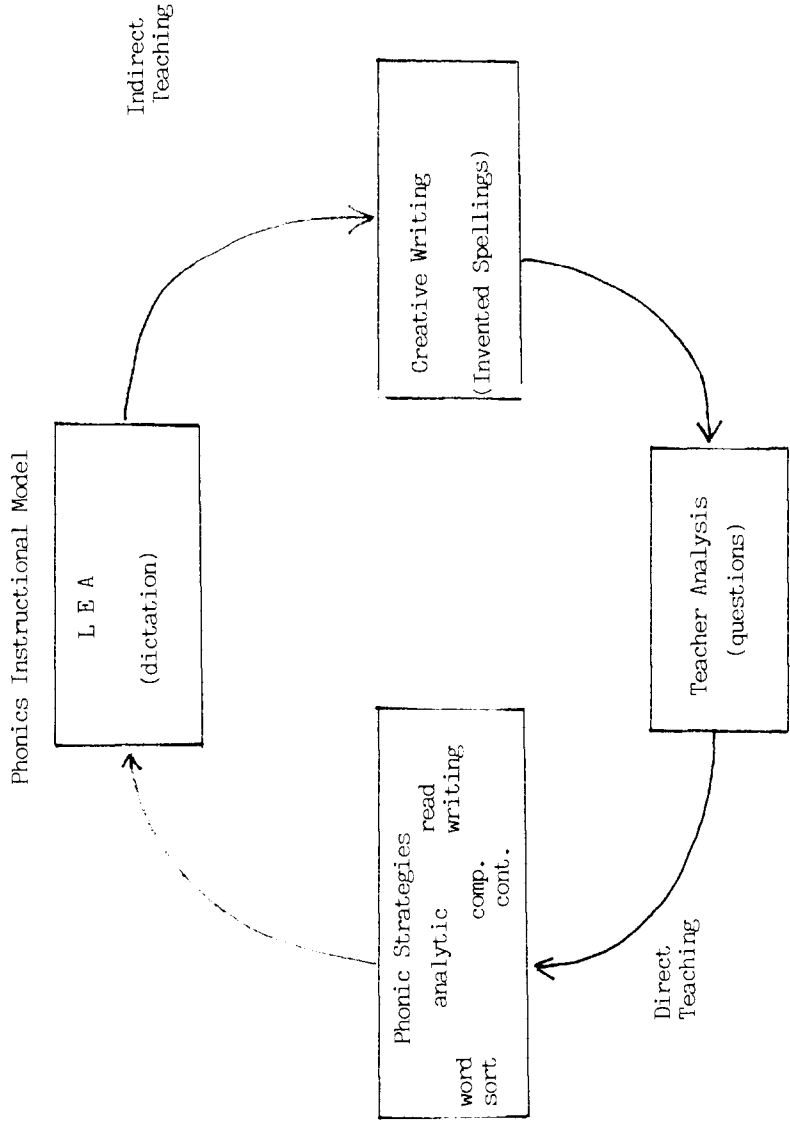 Phonics Instructional Model
L E A
(dictation)
Indirect
Teaching
Creative Writing
(Invented Spellings)
Teacher Analysis
(questions)
Direct
Teaching
Phonic Strategies
analytic
read
writing
word
sort
comp.
cont.